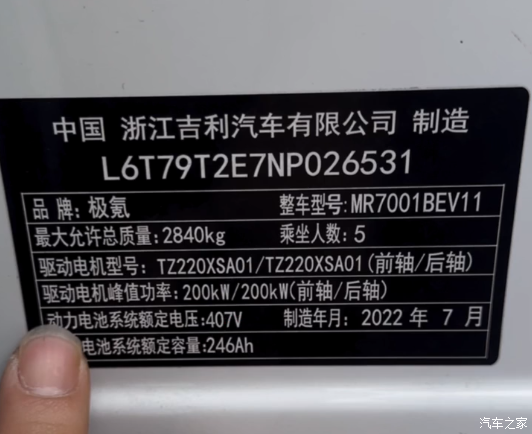 中国 浙江吉利汽车有限公司 制造
L6T79T2E7NP026531
品 牌:极氪 整车型号:MR7001BEV11
最大允许总质量:2840kg 乘坐人数:5
驱动电机型号:TZ220XSA01/TZ220XSA01(前轴/后轴)
驱动电机峰值功率:200kW/200kW(前轴/后轴)
动力电池系统额定电压:407V 制造年月:2022 年 7 月
电池系统额定容量:246Ah
汽车之家